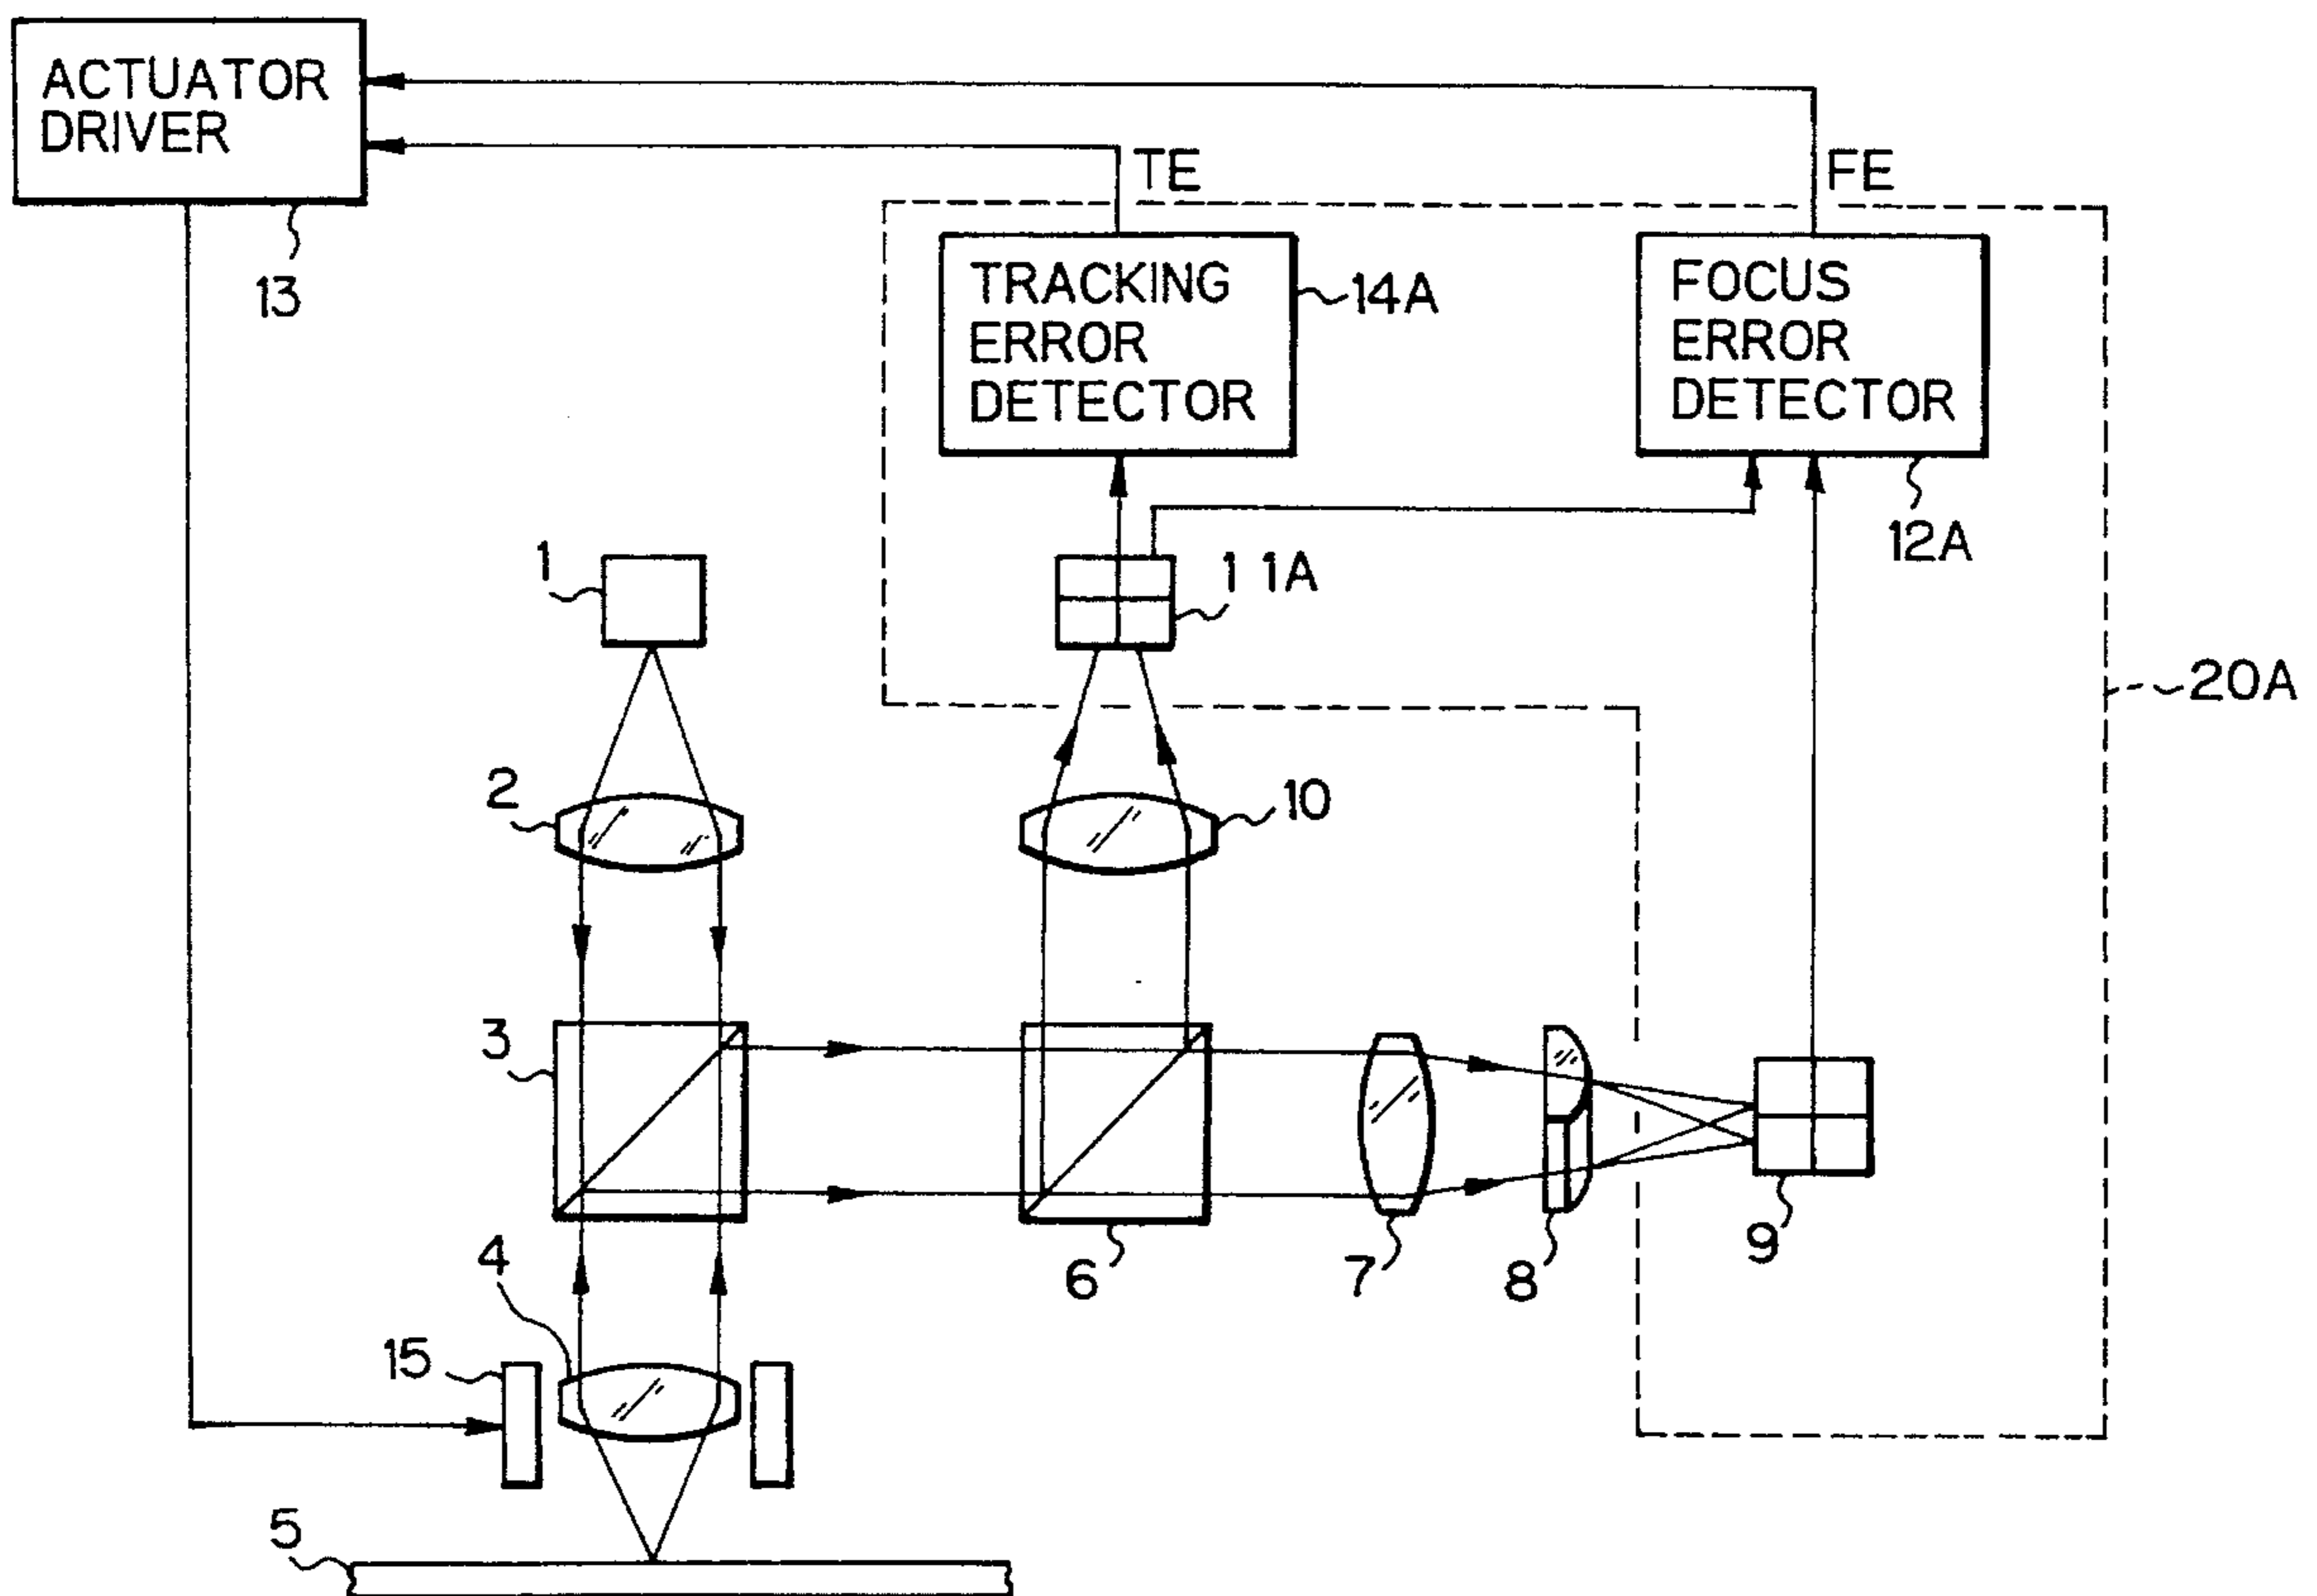 ACTUATOR
DRIVER
13
TE
FE
TRACKING
ERROR
DETECTOR
14A
FOCUS
ERROR
DETECTOR
12A
1
11A
20A
2
10
3
4
6
7
8
9
15
5